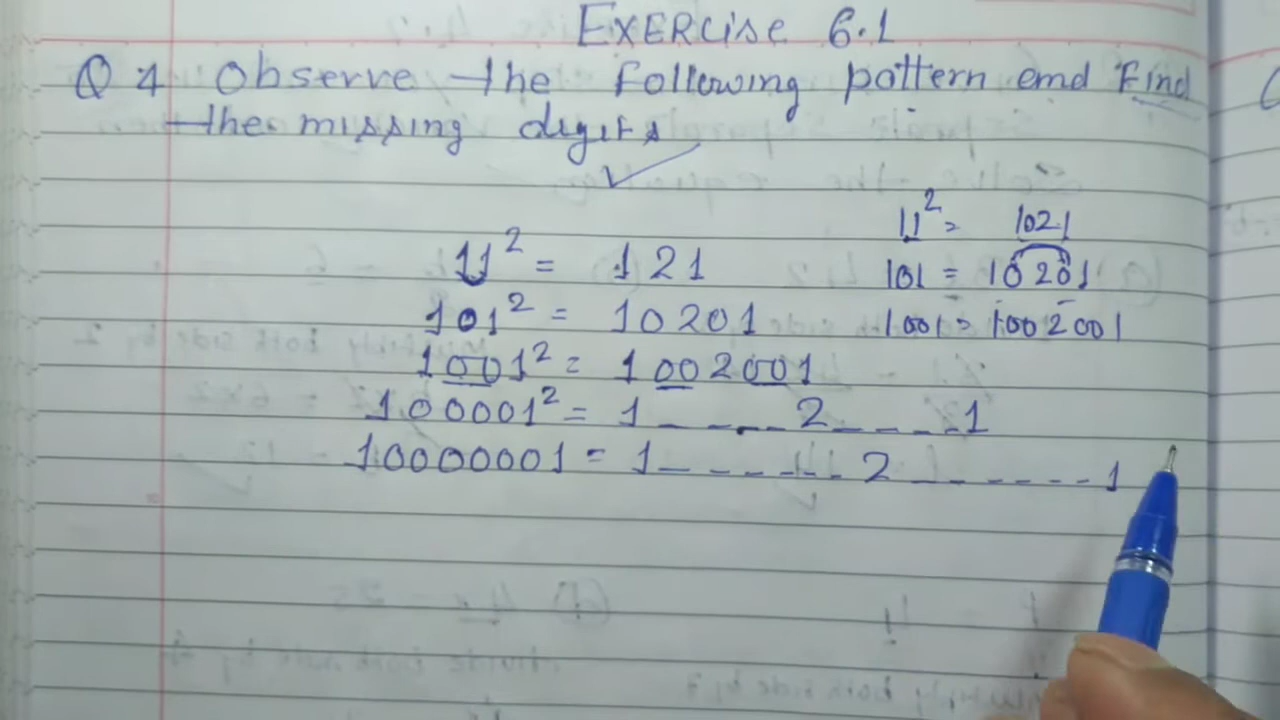 EXERCISE 6.1
Q 4 Observe the following pattern and Find
the missing digits
11² = 121
101² = 10201
1001² = 1002001
100001² = 1 _ _ _ _ 2 _ _ _ _ 1
10000001 = 1 _ _ _ _ _ _ 2 _ _ _ _ _ _ 1
11² = 1021
101 = 10201
1001 = 1002001